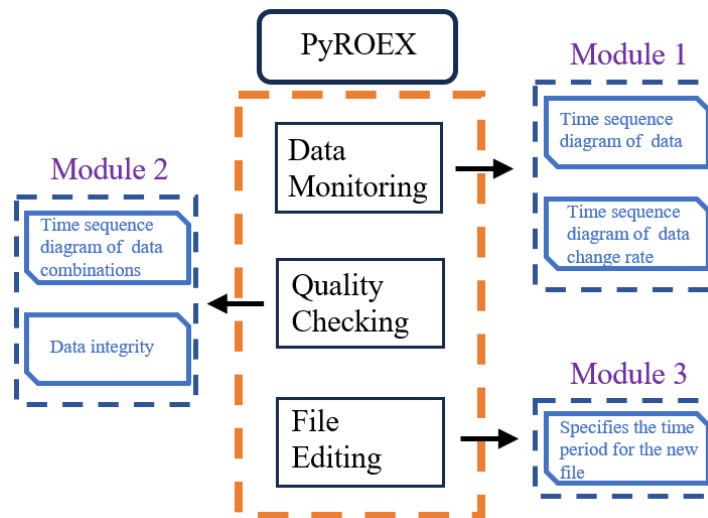 PyROEX
Module 1
Time sequence
diagram of data
Time sequence
diagram of data
change rate
Data
Monitoring
Module 2
Time sequence
diagram of data
combinations
Data integrity
Quality
Checking
File
Editing
Module 3
Specifies the time
period for the new
file